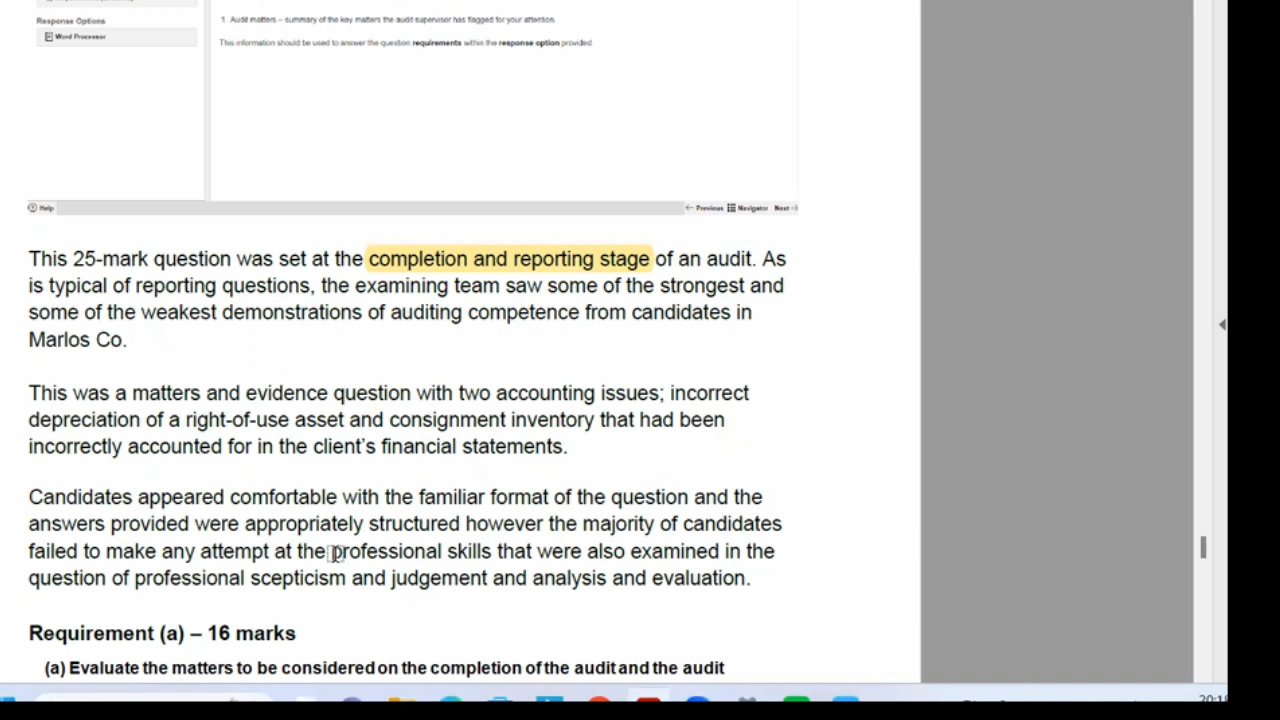 Response Options
Word Processor
1. Audit matters – summary of the key matters the audit supervisor has flagged for your attention.
This information should be used to answer the question requirements within the response option provided.
Help
Previous Navigator Next
This 25-mark question was set at the completion and reporting stage of an audit. As
is typical of reporting questions, the examining team saw some of the strongest and
some of the weakest demonstrations of auditing competence from candidates in
Marlos Co.
This was a matters and evidence question with two accounting issues; incorrect
depreciation of a right-of-use asset and consignment inventory that had been
incorrectly accounted for in the client’s financial statements.
Candidates appeared comfortable with the familiar format of the question and the
answers provided were appropriately structured however the majority of candidates
failed to make any attempt at the professional skills that were also examined in the
question of professional scepticism and judgement and analysis and evaluation.
Requirement (a) – 16 marks
(a) Evaluate the matters to be considered on the completion of the audit and the audit